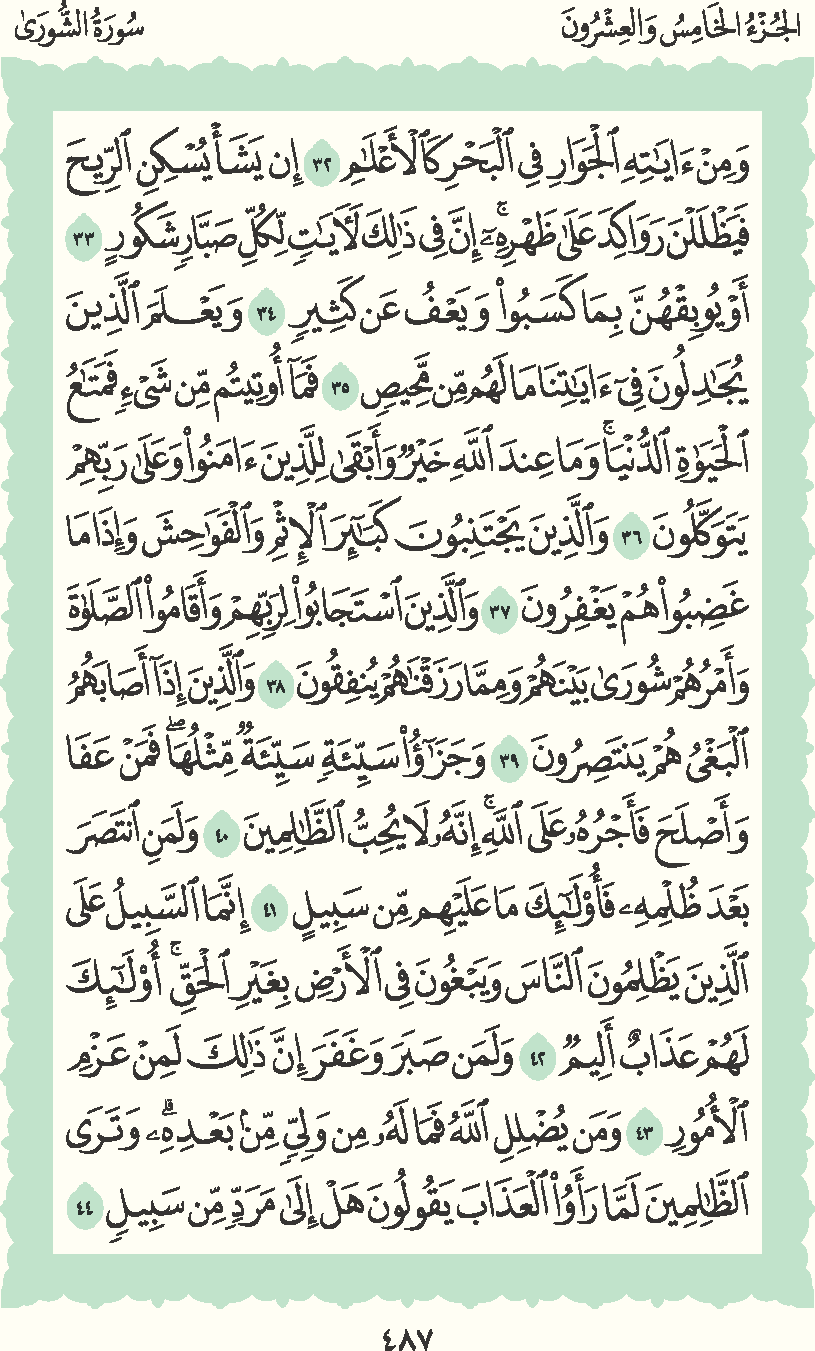 الجُزْءُ الخَامِسُ وَالعِشْرُونَ
سُورَةُ الشُّورَىٰ
وَمِنْ ءَايَٰتِهِ ٱلْجَوَارِ فِى ٱلْبَحْرِ كَٱلْأَعْلَٰمِ ٣٢ إِن يَشَأْ يُسْكِنِ ٱلرِّيحَ
فَيَظْلَلْنَ رَوَاكِدَ عَلَىٰ ظَهْرِهِۦٓ ۚ إِنَّ فِى ذَٰلِكَ لَـَٔايَٰتٍ لِّكُلِّ صَبَّارٍ شَكُورٍ ٣٣
أَوْ يُوبِقْهُنَّ بِمَا كَسَبُوا۟ وَيَعْفُ عَن كَثِيرٍ ٣٤ وَيَعْلَمَ ٱلَّذِينَ
يُجَٰدِلُونَ فِىٓ ءَايَٰتِنَا مَا لَهُم مِّن مَّحِيصٍ ٣٥ فَمَآ أُوتِيتُم مِّن شَىْءٍ فَمَتَٰعُ
ٱلْحَيَوٰةِ ٱلدُّنْيَا ۚ وَمَا عِندَ ٱللَّهِ خَيْرٌ وَأَبْقَىٰ لِلَّذِينَ ءَامَنُوا۟ وَعَلَىٰ رَبِّهِمْ
يَتَوَكَّلُونَ ٣٦ وَٱلَّذِينَ يَجْتَنِبُونَ كَبَٰٓئِرَ ٱلْإِثْمِ وَٱلْفَوَٰحِشَ وَإِذَا مَا
غَضِبُوا۟ هُمْ يَغْفِرُونَ ٣٧ وَٱلَّذِينَ ٱسْتَجَابُوا۟ لِرَبِّهِمْ وَأَقَامُوا۟ ٱلصَّلَوٰةَ
وَأَمْرُهُمْ شُورَىٰ بَيْنَهُمْ وَمِمَّا رَزَقْنَٰهُمْ يُنفِقُونَ ٣٨ وَٱلَّذِينَ إِذَآ أَصَابَهُمُ
ٱلْبَغْىُ هُمْ يَنتَصِرُونَ ٣٩ وَجَزَٰٓؤُا۟ سَيِّئَةٍ سَيِّئَةٌ مِّثْلُهَا ۖ فَمَنْ عَفَا
وَأَصْلَحَ فَأَجْرُهُۥ عَلَى ٱللَّهِ ۚ إِنَّهُۥ لَا يُحِبُّ ٱلظَّٰلِمِينَ ٤٠ وَلَمَنِ ٱنتَصَرَ
بَعْدَ ظُلْمِهِۦ فَأُو۟لَٰٓئِكَ مَا عَلَيْهِم مِّن سَبِيلٍ ٤١ إِنَّمَا ٱلسَّبِيلُ عَلَى
ٱلَّذِينَ يَظْلِمُونَ ٱلنَّاسَ وَيَبْغُونَ فِى ٱلْأَرْضِ بِغَيْرِ ٱلْحَقِّ ۚ أُو۟لَٰٓئِكَ
لَهُمْ عَذَابٌ أَلِيمٌ ٤٢ وَلَمَن صَبَرَ وَغَفَرَ إِنَّ ذَٰلِكَ لَمِنْ عَزْمِ
ٱلْأُمُورِ ٤٣ وَمَن يُضْلِلِ ٱللَّهُ فَمَا لَهُۥ مِن وَلِىٍّ مِّنۢ بَعْدِهِۦ ۗ وَتَرَى
ٱلظَّٰلِمِينَ لَمَّا رَأَوُا۟ ٱلْعَذَابَ يَقُولُونَ هَلْ إِلَىٰ مَرَدٍّ مِّن سَبِيلٍ ٤٤
٤٨٧